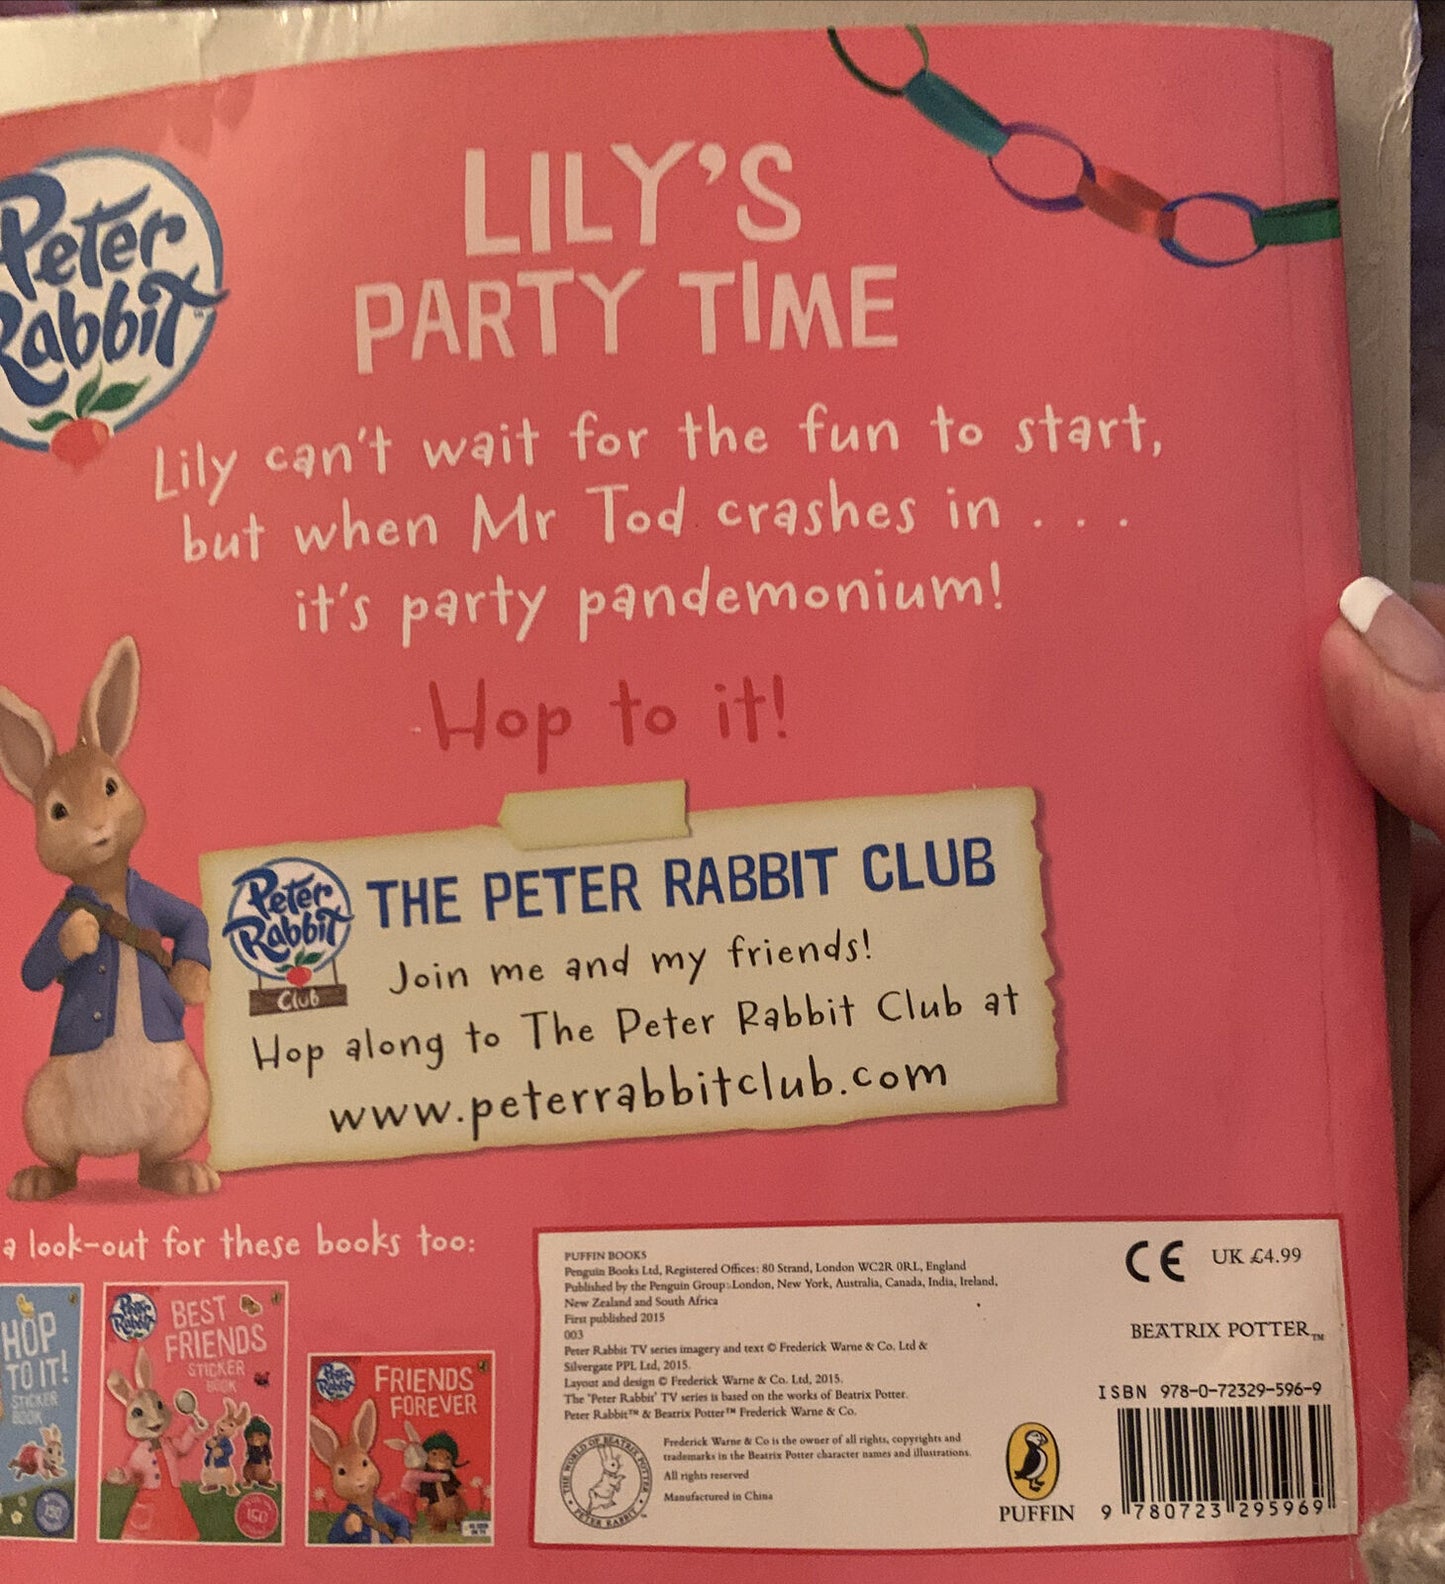 Peter
Rabbit
LILY'S
PARTY TIME
Lily can't wait for the fun to start,
but when Mr Tod crashes in . . .
it's party pandemonium!
Hop to it!
Peter
Rabbit
Club
THE PETER RABBIT CLUB
Join me and my friends!
Hop along to The Peter Rabbit Club at
www.peterrabbitclub.com
a look-out for these books too:
HOP
TO IT!
STICKER
BOOK
150
Peter
Rabbit
BEST
FRIENDS
STICKER
BOOK
150
Peter
Rabbit
FRIENDS
FOREVER
PUFFIN BOOKS
Penguin Books Ltd, Registered Offices: 80 Strand, London WC2R 0RL, England
Published by the Penguin Group: London, New York, Australia, Canada, India, Ireland,
New Zealand and South Africa
First published 2015
003
Peter Rabbit TV series imagery and text © Frederick Warne & Co. Ltd &
Silvergate PPL Ltd, 2015.
Layout and design © Frederick Warne & Co. Ltd, 2015.
The 'Peter Rabbit' TV series is based on the works of Beatrix Potter.
Peter Rabbit™ & Beatrix Potter™ Frederick Warne & Co.
THE WORLD OF BEATRIX POTTER
PETER RABBIT
Frederick Warne & Co is the owner of all rights, copyrights and
trademarks in the Beatrix Potter character names and illustrations.
All rights reserved
Manufactured in China
CE UK £4.99
BEATRIX POTTER™
ISBN 978-0-72329-596-9
PUFFIN
9 780723 295969